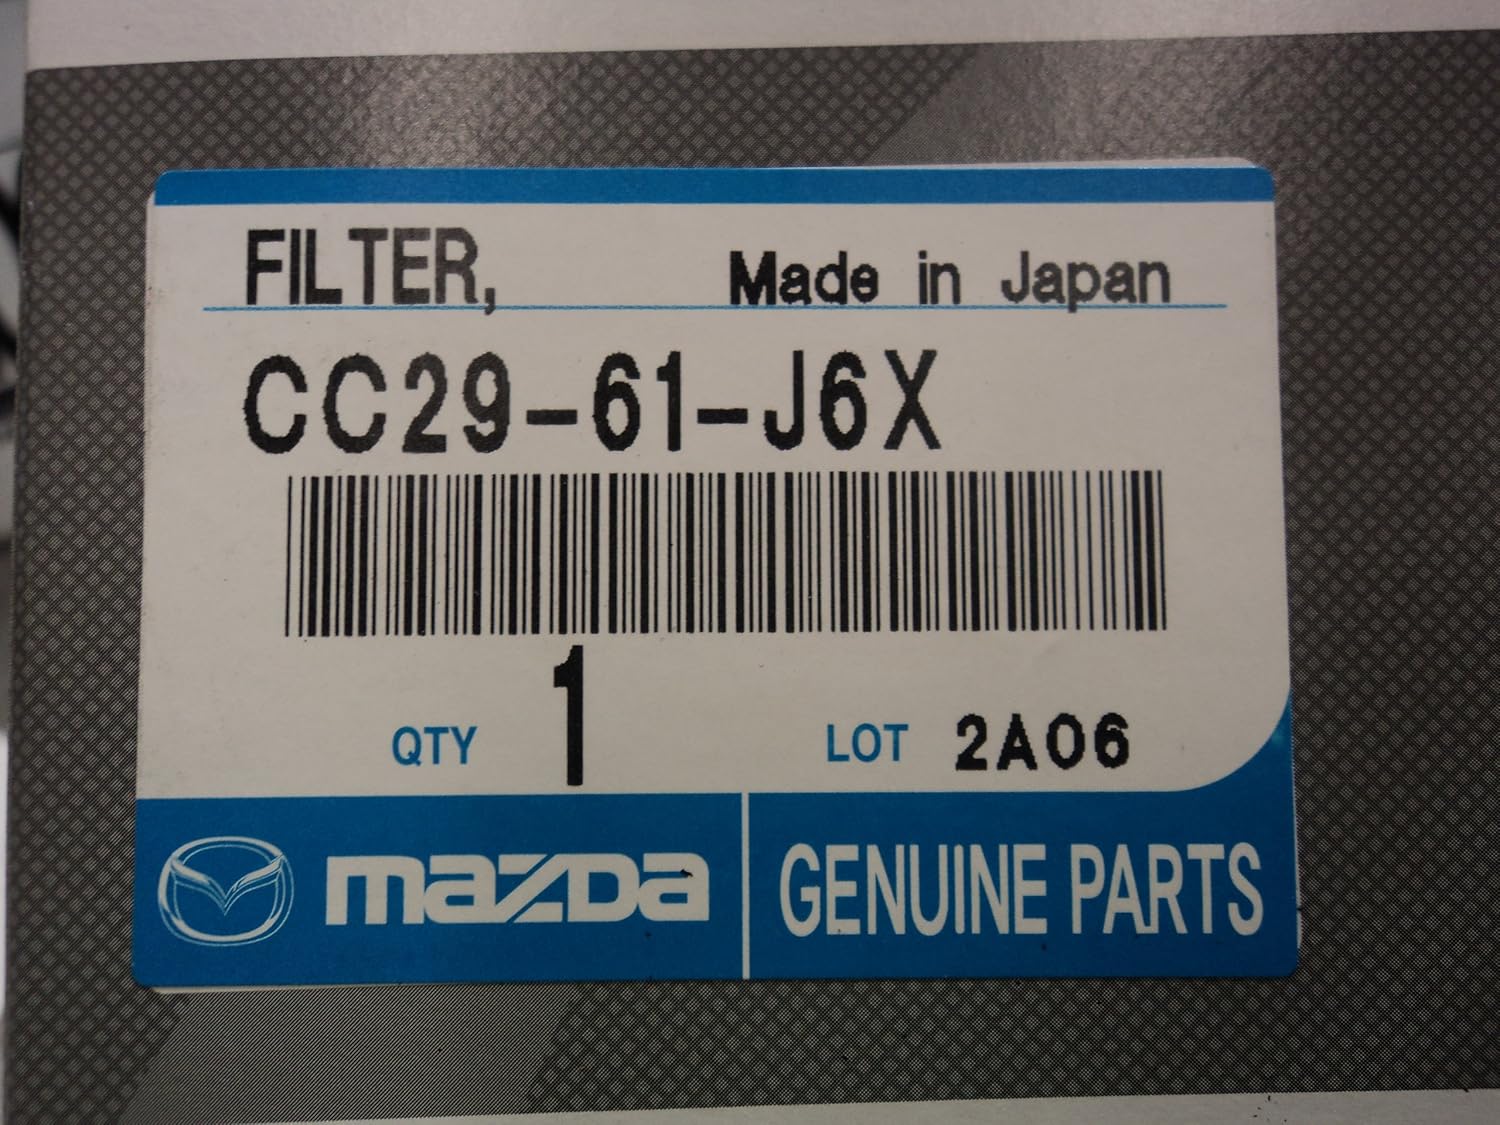 FILTER, Made in Japan
CC29-61-J6X
QTY 1 LOT 2A06
mazda GENUINE PARTS